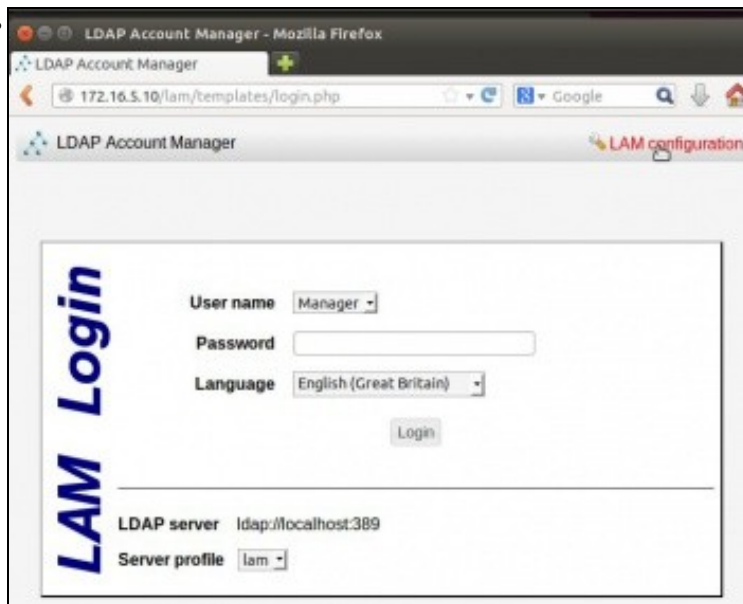 LDAP Account Manager - Mozilla Firefox
LDAP Account Manager
172.16.5.10/lam/templates/login.php
Google
LDAP Account Manager
LAM configuration
LAM Login
User name Manager
Password
Language English (Great Britain)
Login
LDAP server ldap://localhost:389
Server profile lam